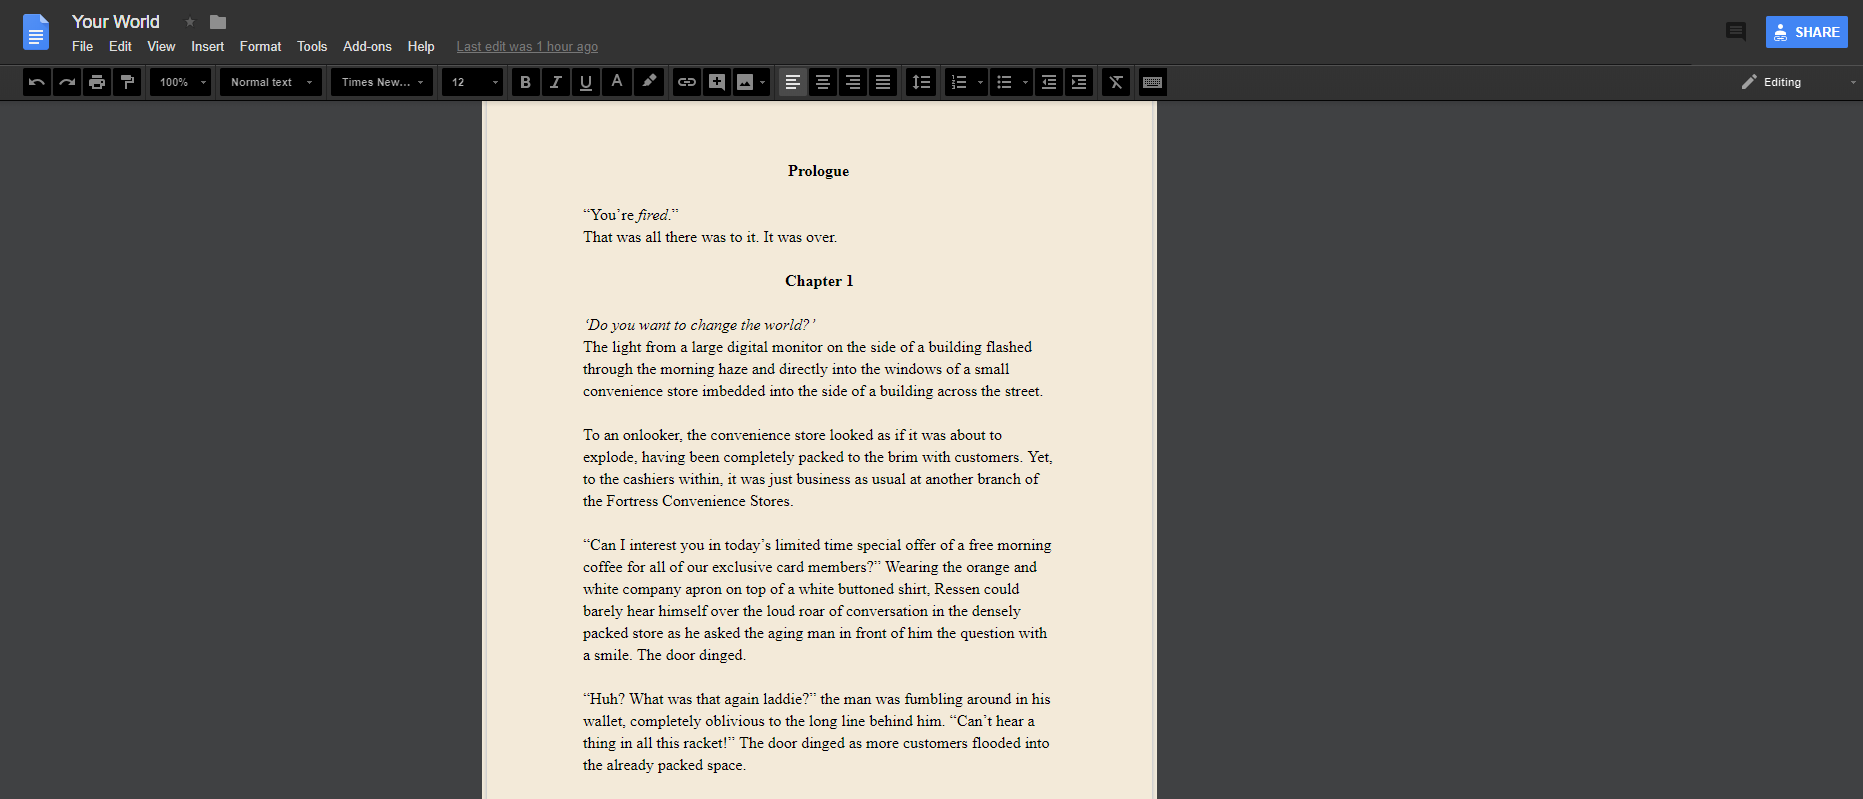 Your World
File Edit View Insert Format Tools Add-ons Help Last edit was 1 hour ago
SHARE
100% Normal text Times New... 12 B I U A Editing
Prologue
“You’re fired.”
That was all there was to it. It was over.
Chapter 1
‘Do you want to change the world?’
The light from a large digital monitor on the side of a building flashed
through the morning haze and directly into the windows of a small
convenience store imbedded into the side of a building across the street.
To an onlooker, the convenience store looked as if it was about to
explode, having been completely packed to the brim with customers. Yet,
to the cashiers within, it was just business as usual at another branch of
the Fortress Convenience Stores.
“Can I interest you in today’s limited time special offer of a free morning
coffee for all of our exclusive card members?” Wearing the orange and
white company apron on top of a white buttoned shirt, Ressen could
barely hear himself over the loud roar of conversation in the densely
packed store as he asked the aging man in front of him the question with
a smile. The door dinged.
“Huh? What was that again laddie?” the man was fumbling around in his
wallet, completely oblivious to the long line behind him. “Can’t hear a
thing in all this racket!” The door dinged as more customers flooded into
the already packed space.